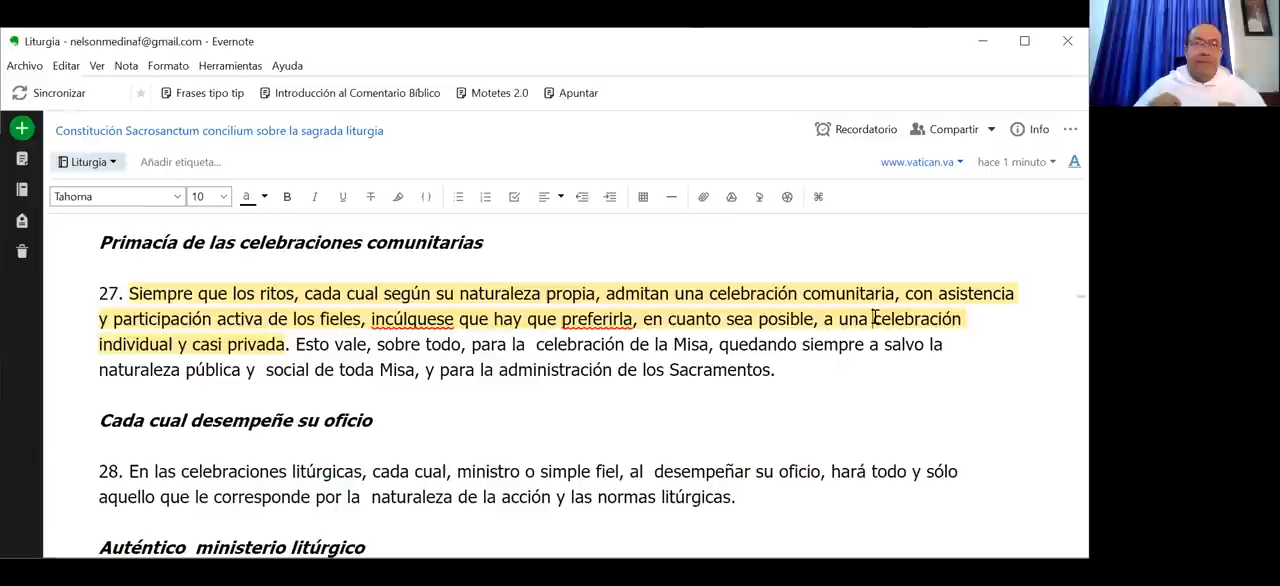 Liturgia - nelsonmedinaf@gmail.com - Evernote
Archivo Editar Ver Nota Formato Herramientas Ayuda
Sincronizar Frases tipo tip Introducción al Comentario Bíblico Motetes 2.0 Apuntar
Constitución Sacrosanctum concilium sobre la sagrada liturgia Recordatorio Compartir Info
Liturgia Añadir etiqueta... www.vatican.va hace 1 minuto A
Tahoma 10 a B I U T
Primacía de las celebraciones comunitarias
27. Siempre que los ritos, cada cual según su naturaleza propia, admitan una celebración comunitaria, con asistencia
y participación activa de los fieles, incúlquese que hay que preferirla, en cuanto sea posible, a una celebración
individual y casi privada. Esto vale, sobre todo, para la celebración de la Misa, quedando siempre a salvo la
naturaleza pública y social de toda Misa, y para la administración de los Sacramentos.
Cada cual desempeñe su oficio
28. En las celebraciones litúrgicas, cada cual, ministro o simple fiel, al desempeñar su oficio, hará todo y sólo
aquello que le corresponde por la naturaleza de la acción y las normas litúrgicas.
Auténtico ministerio litúrgico